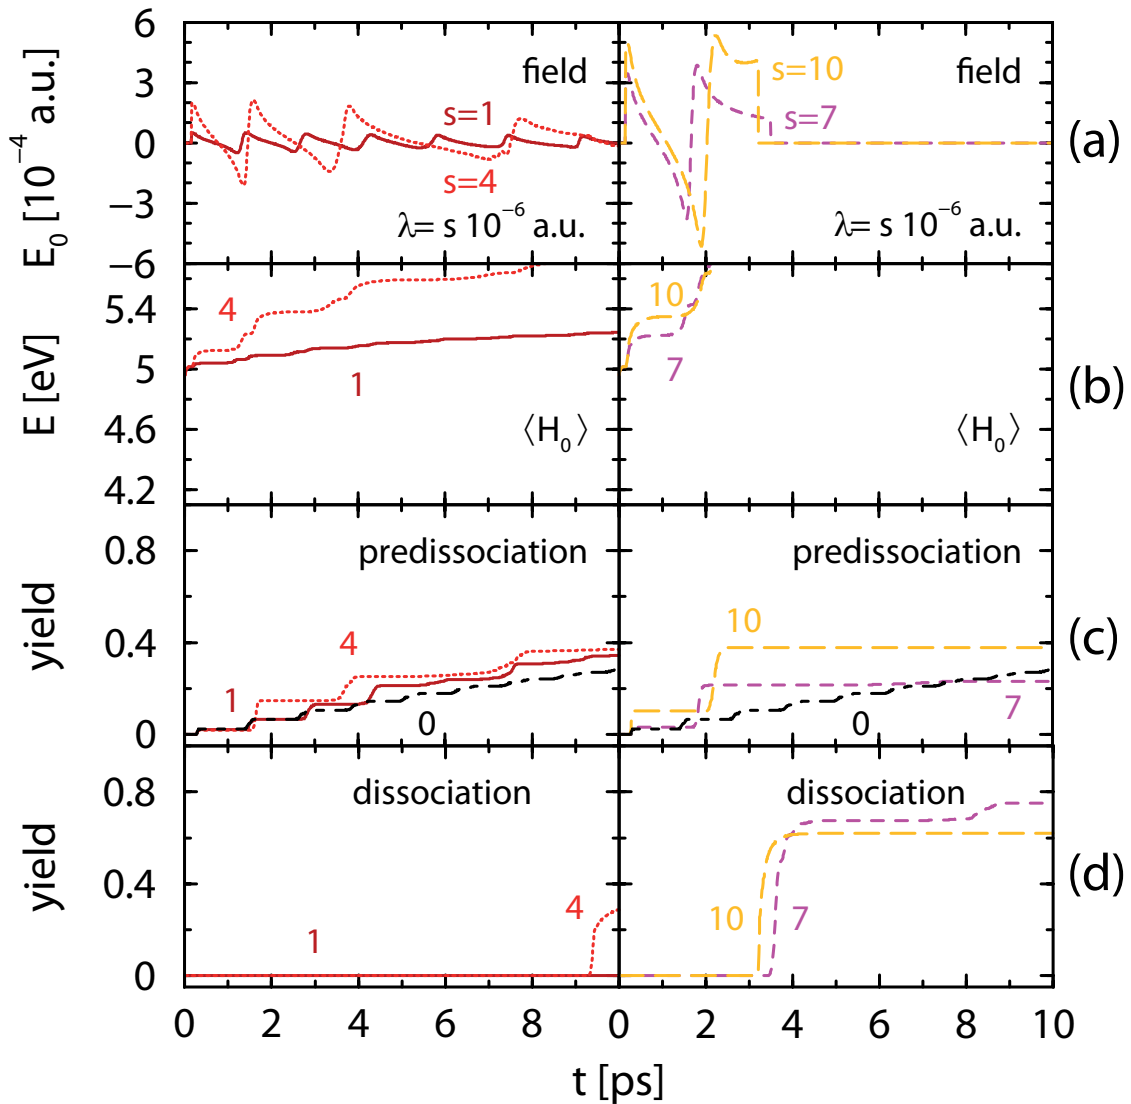 6
3
0
−3
−6
E0 [10−4 a.u.]
field
s=1
s=4
λ= s 10−6 a.u.
field
s=10
s=7
λ= s 10−6 a.u.
(a)
5.4
5
4.6
4.2
E [eV]
4
1
⟨H0⟩
10
7
⟨H0⟩
(b)
0.8
0.4
0
yield
predissociation
4
1
0
predissociation
10
0
7
(c)
0.8
0.4
0
yield
dissociation
4
1
dissociation
10
7
(d)
0 2 4 6 8 0 2 4 6 8 10
t [ps]